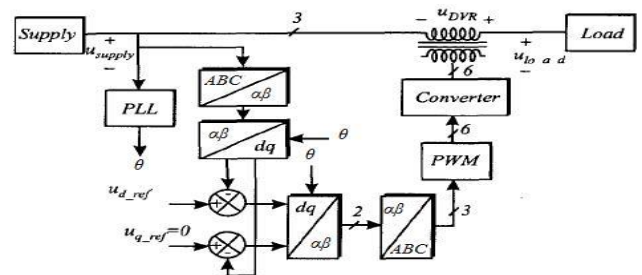 Supply
+
u_supply
−
3
− u_DVR +
Load
+
u_lo a d
−
6
Converter
6
PWM
3
PLL
θ
ABC
αβ
αβ
dq
θ
θ
u_d_ref
+ -
u_q_ref=0
+ -
dq
αβ
2
αβ
ABC